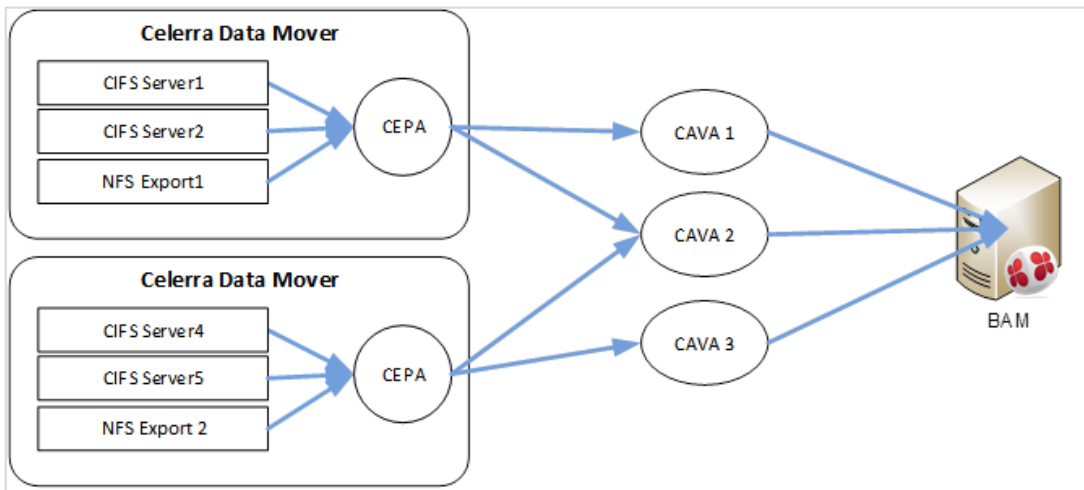 Celerra Data Mover
CIFS Server1
CIFS Server2
NFS Export1
CEPA
Celerra Data Mover
CIFS Server4
CIFS Server5
NFS Export 2
CEPA
CAVA 1
CAVA 2
CAVA 3
BAM